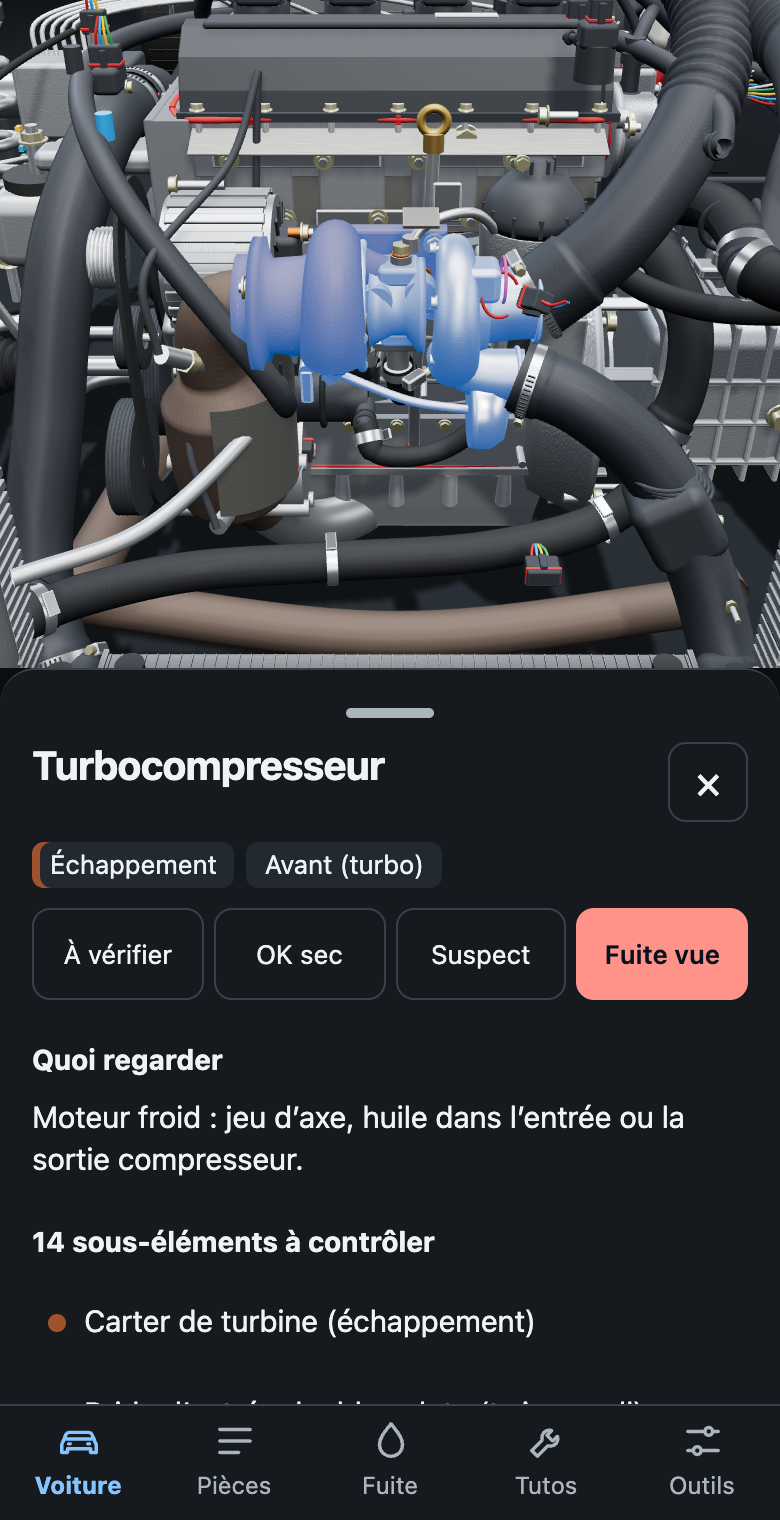 Turbocompresseur
Échappement
Avant (turbo)
À vérifier
OK sec
Suspect
Fuite vue
Quoi regarder
Moteur froid : jeu d’axe, huile dans l’entrée ou la
sortie compresseur.
14 sous-éléments à contrôler
Carter de turbine (échappement)
Voiture
Pièces
Fuite
Tutos
Outils